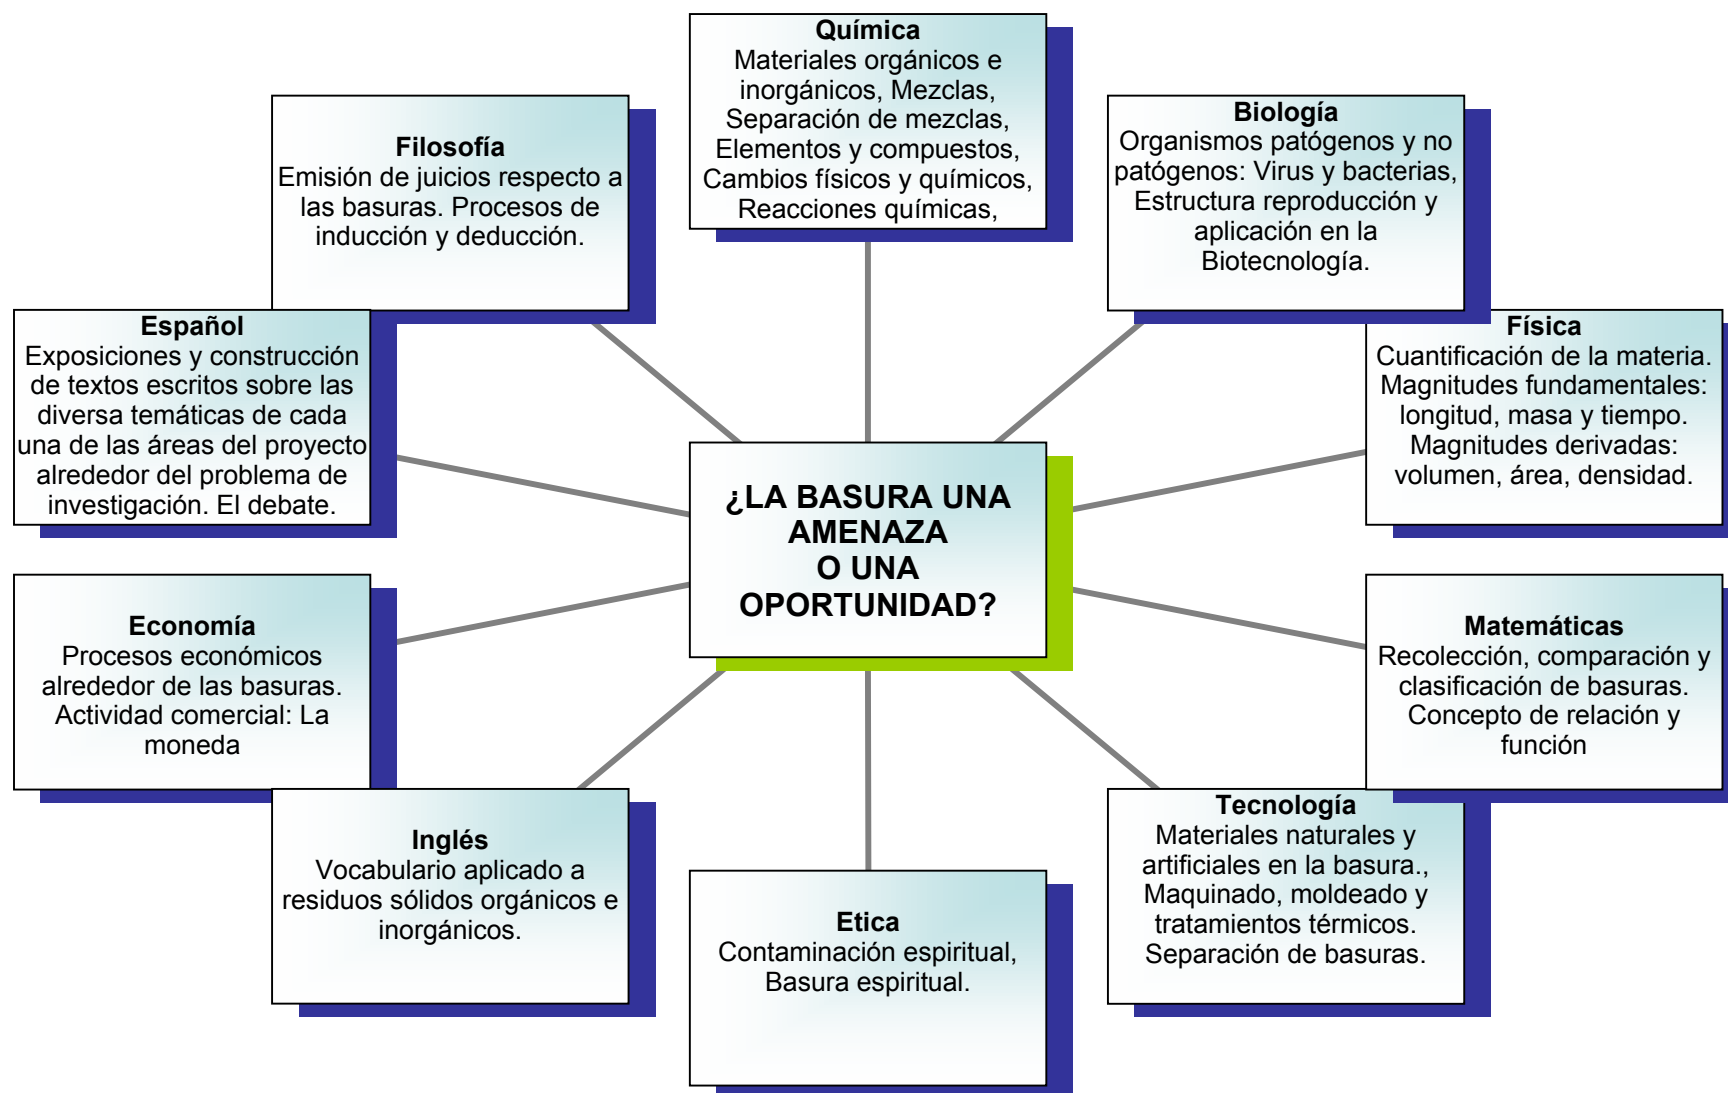 Química
Materiales orgánicos e
inorgánicos, Mezclas,
Separación de mezclas,
Elementos y compuestos,
Cambios físicos y químicos,
Reacciones químicas,
Biología
Organismos patógenos y no
patógenos: Virus y bacterias,
Estructura reproducción y
aplicación en la
Biotecnología.
Física
Cuantificación de la materia.
Magnitudes fundamentales:
longitud, masa y tiempo.
Magnitudes derivadas:
volumen, área, densidad.
Matemáticas
Recolección, comparación y
clasificación de basuras.
Concepto de relación y
función
Tecnología
Materiales naturales y
artificiales en la basura.,
Maquinado, moldeado y
tratamientos térmicos.
Separación de basuras.
Etica
Contaminación espiritual,
Basura espiritual.
Inglés
Vocabulario aplicado a
residuos sólidos orgánicos e
inorgánicos.
Economía
Procesos económicos
alrededor de las basuras.
Actividad comercial: La
moneda
Español
Exposiciones y construcción
de textos escritos sobre las
diversa temáticas de cada
una de las áreas del proyecto
alrededor del problema de
investigación. El debate.
Filosofía
Emisión de juicios respecto a
las basuras. Procesos de
inducción y deducción.
¿LA BASURA UNA
AMENAZA
O UNA
OPORTUNIDAD?